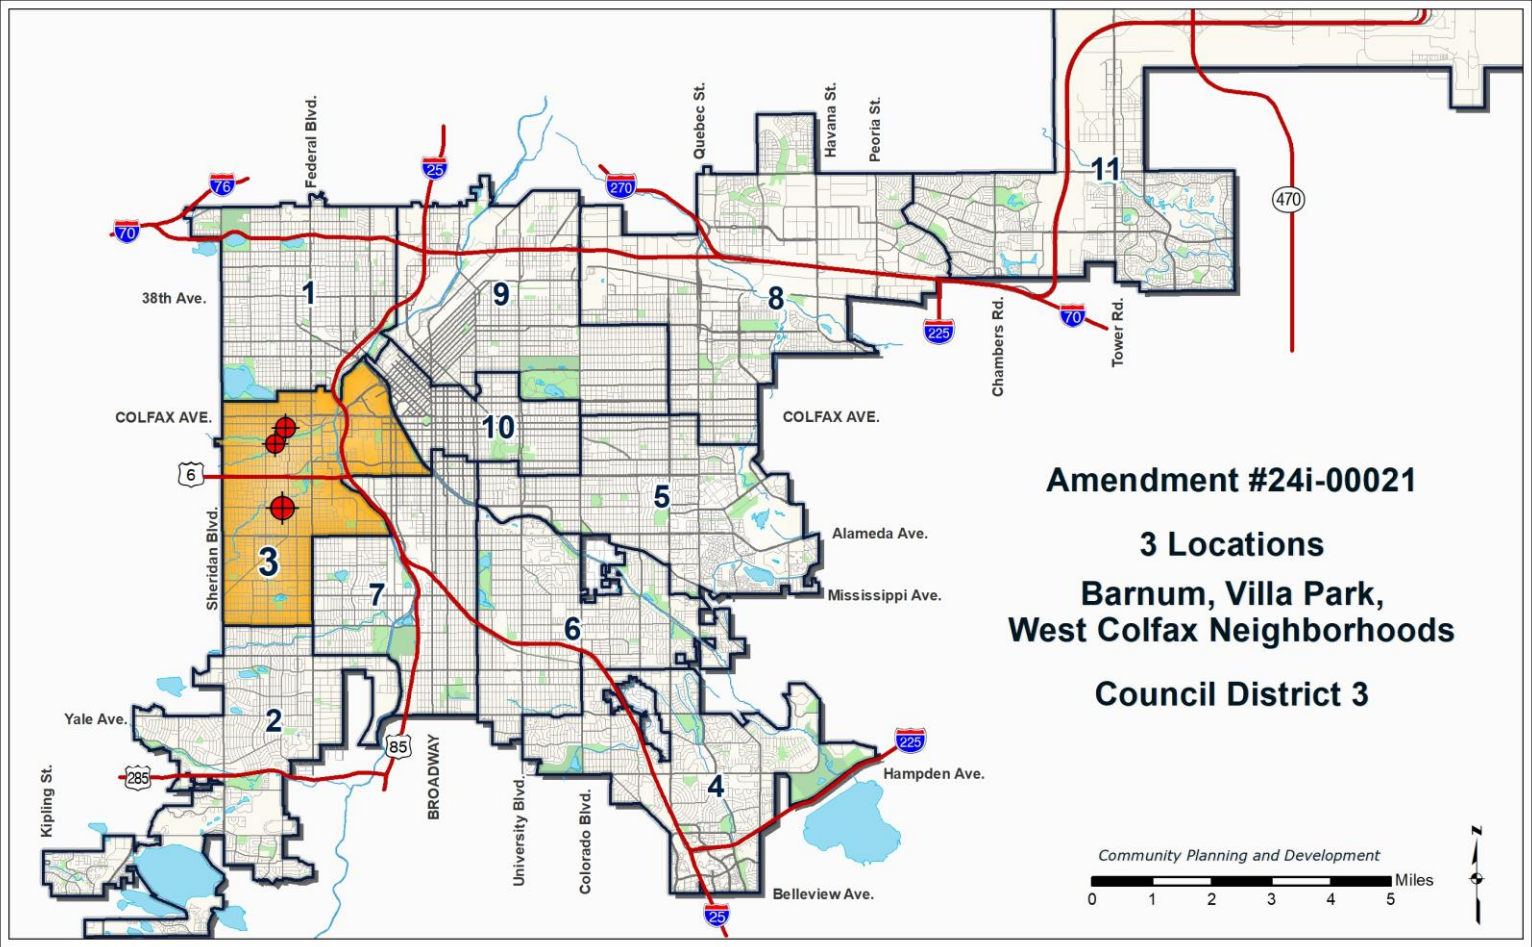 Federal Blvd.
Quebec St.
Havana St.
Peoria St.
25
76
270
11
70
470
38th Ave.
1
9
8
225
70
Chambers Rd.
Tower Rd.
COLFAX AVE.
10
COLFAX AVE.
6
5
Amendment #24i-00021
3 Locations
Barnum, Villa Park,
West Colfax Neighborhoods
Council District 3
Alameda Ave.
Sheridan Blvd.
3
7
Mississippi Ave.
6
Yale Ave.
2
85
225
285
BROADWAY
Hampden Ave.
4
Kipling St.
University Blvd.
Colorado Blvd.
Belleview Ave.
25
Community Planning and Development
Miles
0 1 2 3 4 5
N